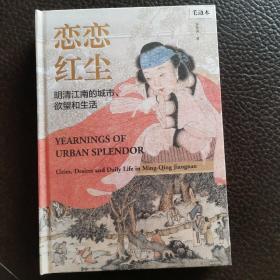 毛边本
恋恋
红尘
明清江南的城市、
欲望和生活
YEARNINGS OF
URBAN SPLENDOR
Cities, Desires and Daily Life in Ming-Qing Jiangnan